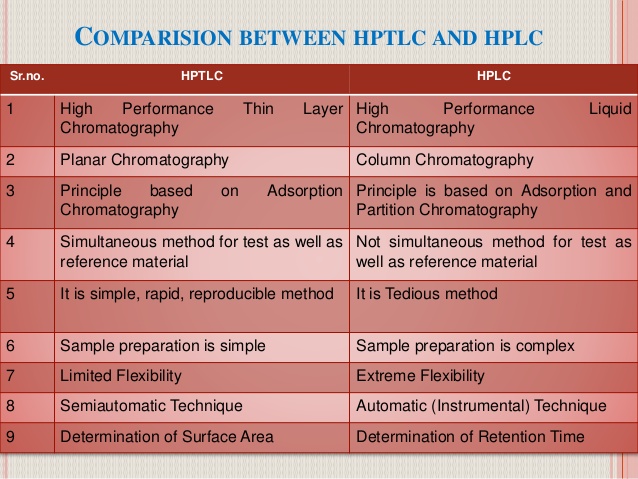 COMPARISION BETWEEN HPTLC AND HPLC
Sr.no. HPTLC HPLC
1 High Performance Thin Layer High Performance Liquid
Chromatography Chromatography
2 Planar Chromatography Column Chromatography
3 Principle based on Adsorption Principle is based on Adsorption and
Chromatography Partition Chromatography
4 Simultaneous method for test as well as Not simultaneous method for test as
reference material well as reference material
5 It is simple, rapid, reproducible method It is Tedious method
6 Sample preparation is simple Sample preparation is complex
7 Limited Flexibility Extreme Flexibility
8 Semiautomatic Technique Automatic (Instrumental) Technique
9 Determination of Surface Area Determination of Retention Time